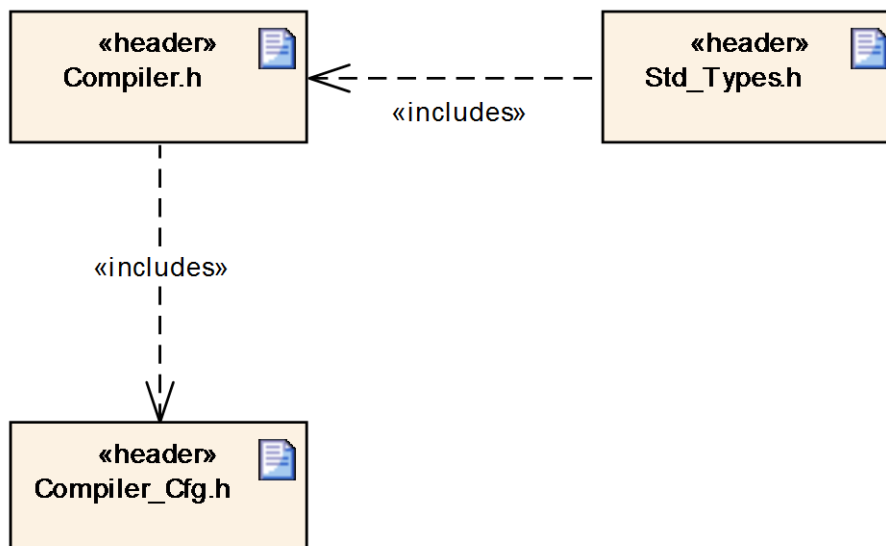 «header»
Compiler.h
«header»
Std_Types.h
«includes»
«includes»
«header»
Compiler_Cfg.h